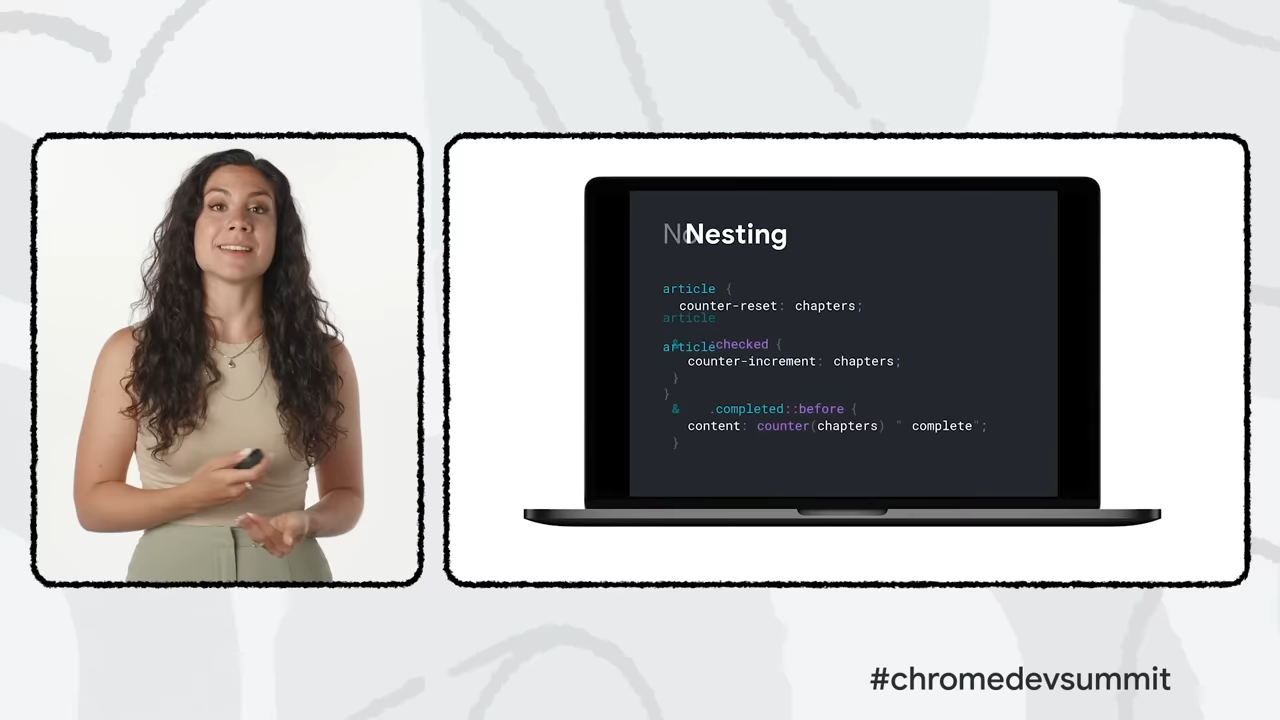 Nesting
article {
counter-reset: chapters;
article
article & :checked {
counter-increment: chapters;
}
}
& .completed::before {
content: counter(chapters) " complete";
}
#chromedevsummit